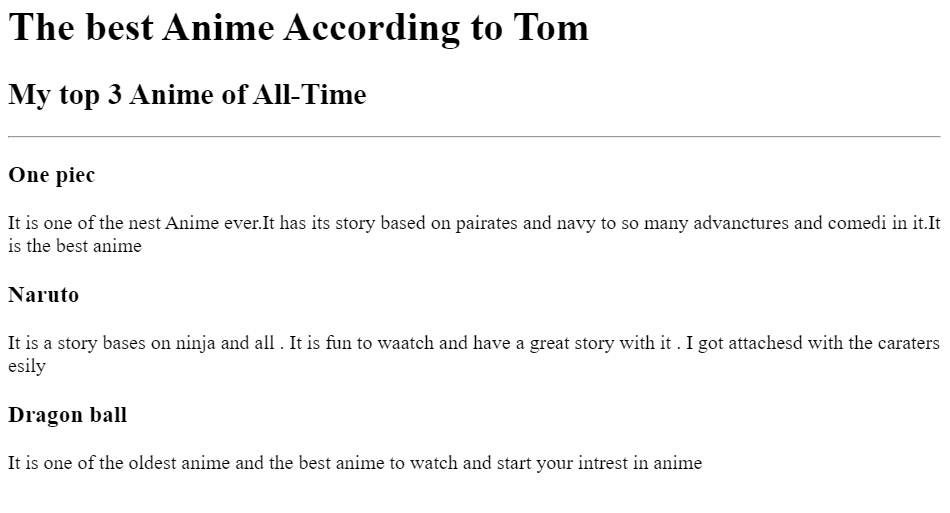 The best Anime According to Tom
My top 3 Anime of All-Time
One piec
It is one of the nest Anime ever.It has its story based on pairates and navy to so many advanctures and comedi in it.It
is the best anime
Naruto
It is a story bases on ninja and all . It is fun to waatch and have a great story with it . I got attachesd with the caraters
esily
Dragon ball
It is one of the oldest anime and the best anime to watch and start your intrest in anime